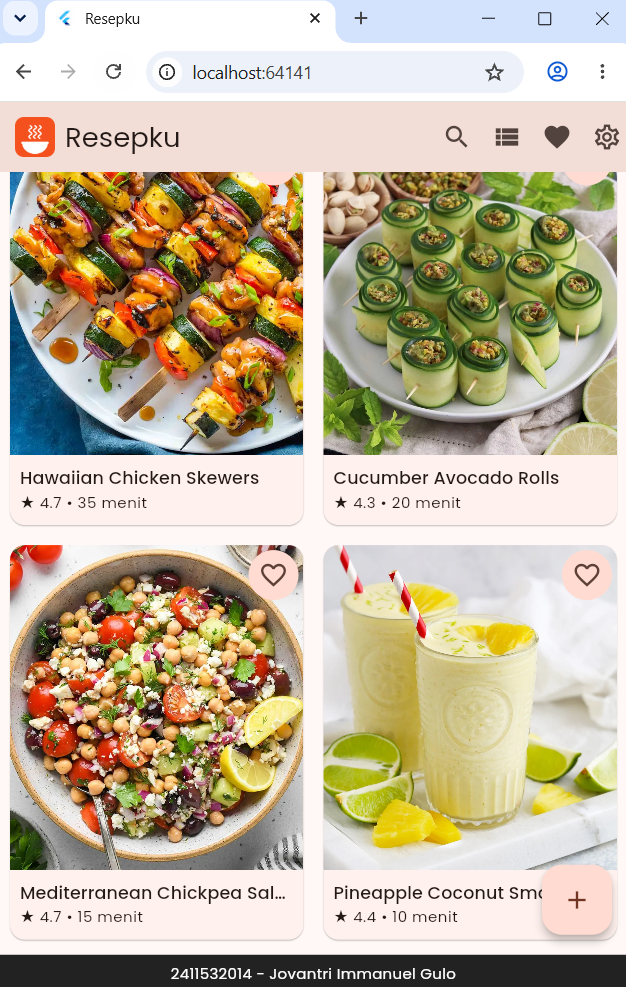 Resepku
localhost:64141
Resepku
Hawaiian Chicken Skewers
★ 4.7 • 35 menit
Cucumber Avocado Rolls
★ 4.3 • 20 menit
Mediterranean Chickpea Sal...
★ 4.7 • 15 menit
Pineapple Coconut Smo
★ 4.4 • 10 menit
2411532014 - Jovantri Immanuel Gulo